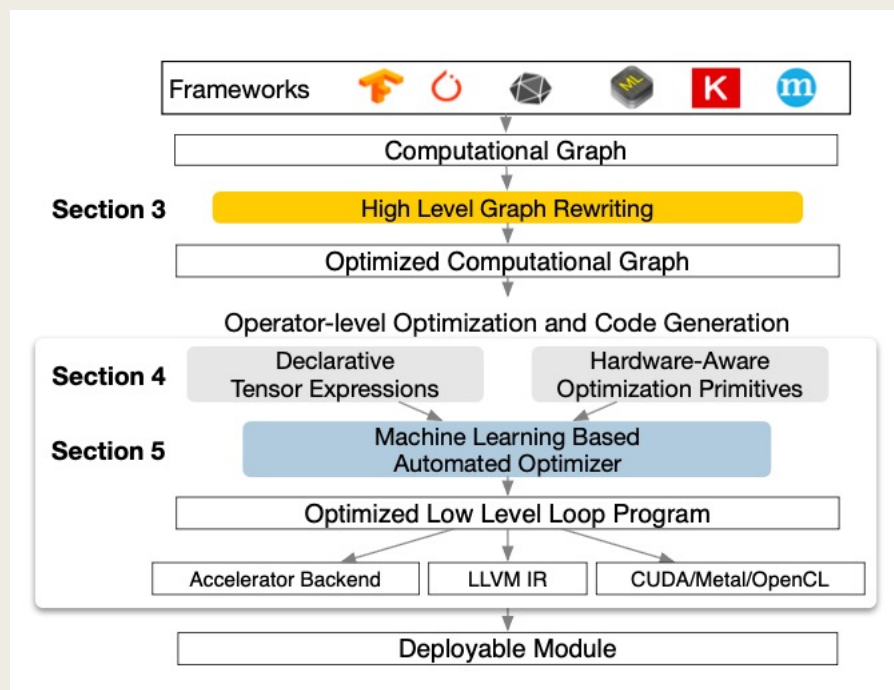 Frameworks
ML
K
m
Computational Graph
Section 3
High Level Graph Rewriting
Optimized Computational Graph
Operator-level Optimization and Code Generation
Section 4
Declarative
Tensor Expressions
Hardware-Aware
Optimization Primitives
Section 5
Machine Learning Based
Automated Optimizer
Optimized Low Level Loop Program
Accelerator Backend
LLVM IR
CUDA/Metal/OpenCL
Deployable Module